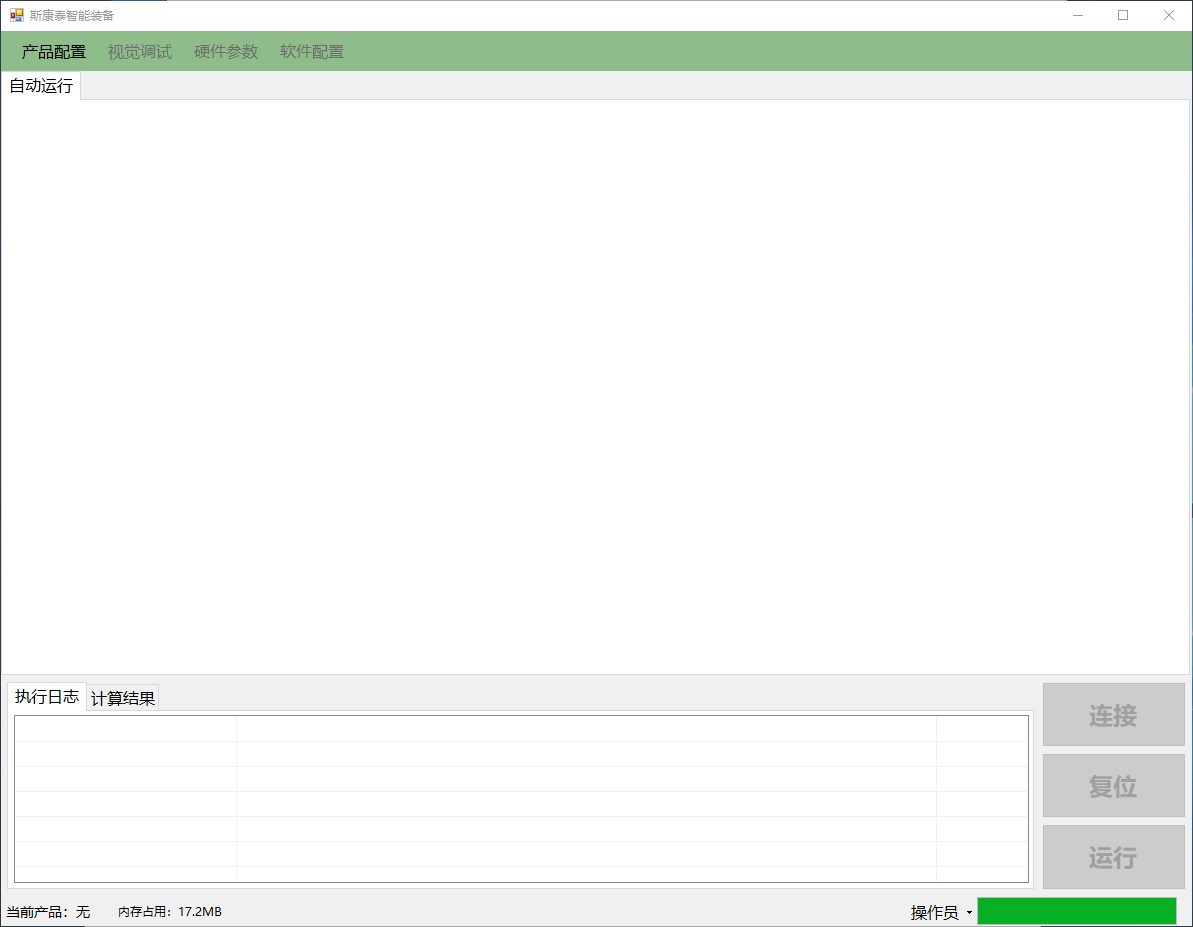 斯康泰智能装备
产品配置 视觉调试 硬件参数 软件配置
自动运行
执行日志 计算结果
连接
复位
运行
当前产品：无 内存占用：17.2MB 操作员